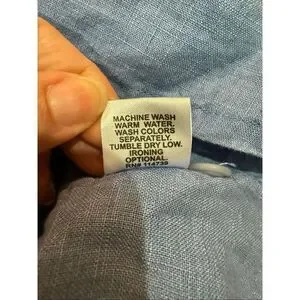 MACHINE WASH
WARM WATER.
WASH COLORS
SEPARATELY.
TUMBLE DRY LOW.
IRONING
OPTIONAL.
RN# 114739